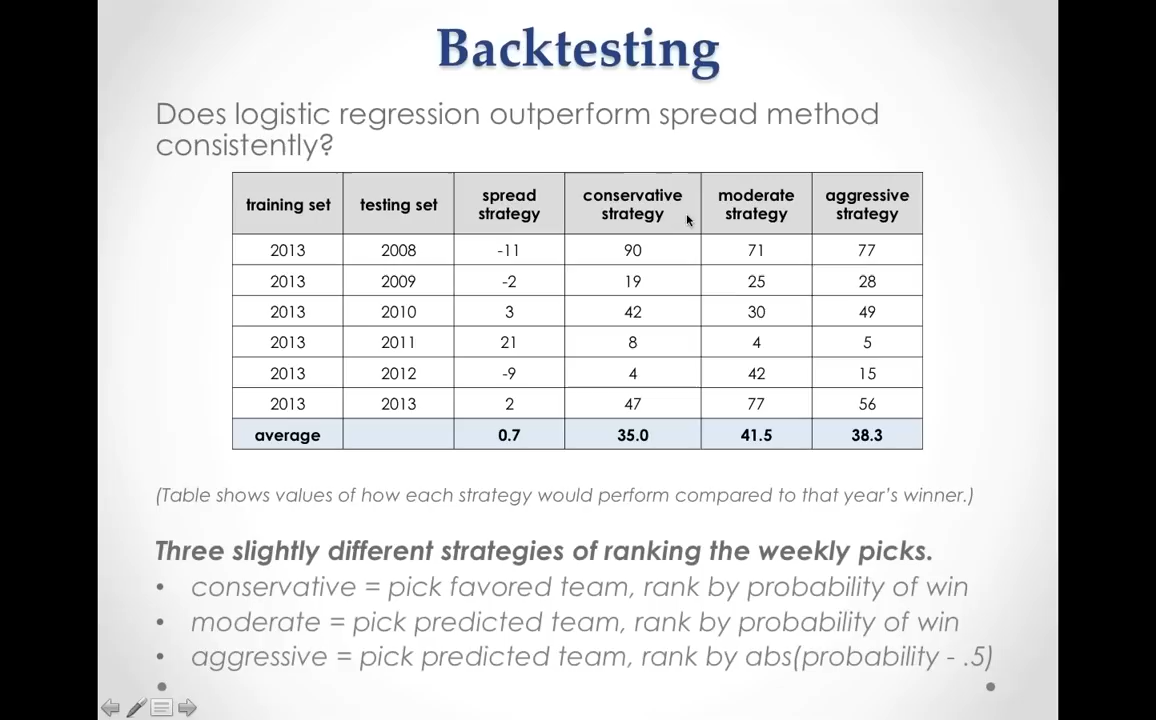 Backtesting
Does logistic regression outperform spread method
consistently?
training set testing set spread strategy conservative strategy moderate strategy aggressive strategy
2013 2008 -11 90 71 77
2013 2009 -2 19 25 28
2013 2010 3 42 30 49
2013 2011 21 8 4 5
2013 2012 -9 4 42 15
2013 2013 2 47 77 56
average 0.7 35.0 41.5 38.3
(Table shows values of how each strategy would perform compared to that year's winner.)
Three slightly different strategies of ranking the weekly picks.
• conservative = pick favored team, rank by probability of win
• moderate = pick predicted team, rank by probability of win
• aggressive = pick predicted team, rank by abs(probability - .5)